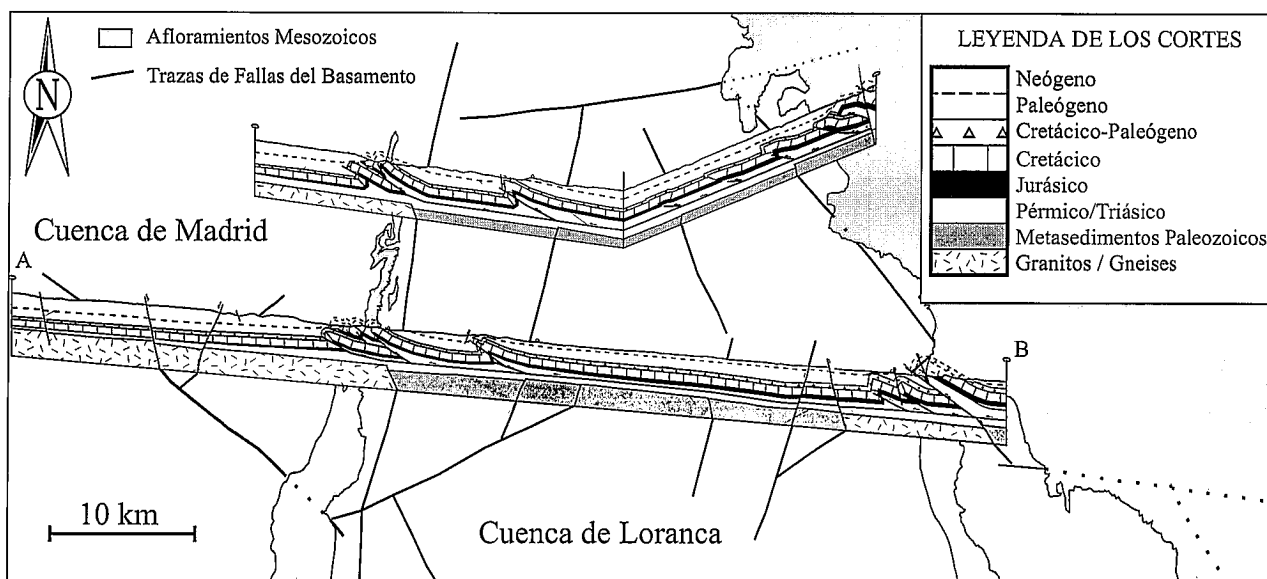 N
Afloramientos Mesozoicos
Trazas de Fallas del Basamento
LEYENDA DE LOS CORTES
Neógeno
Paleógeno
Cretácico-Paleógeno
Cretácico
Jurásico
Pérmico/Triásico
Metasedimentos Paleozoicos
Granitos / Gneises
Cuenca de Madrid
A
B
10 km
Cuenca de Loranca